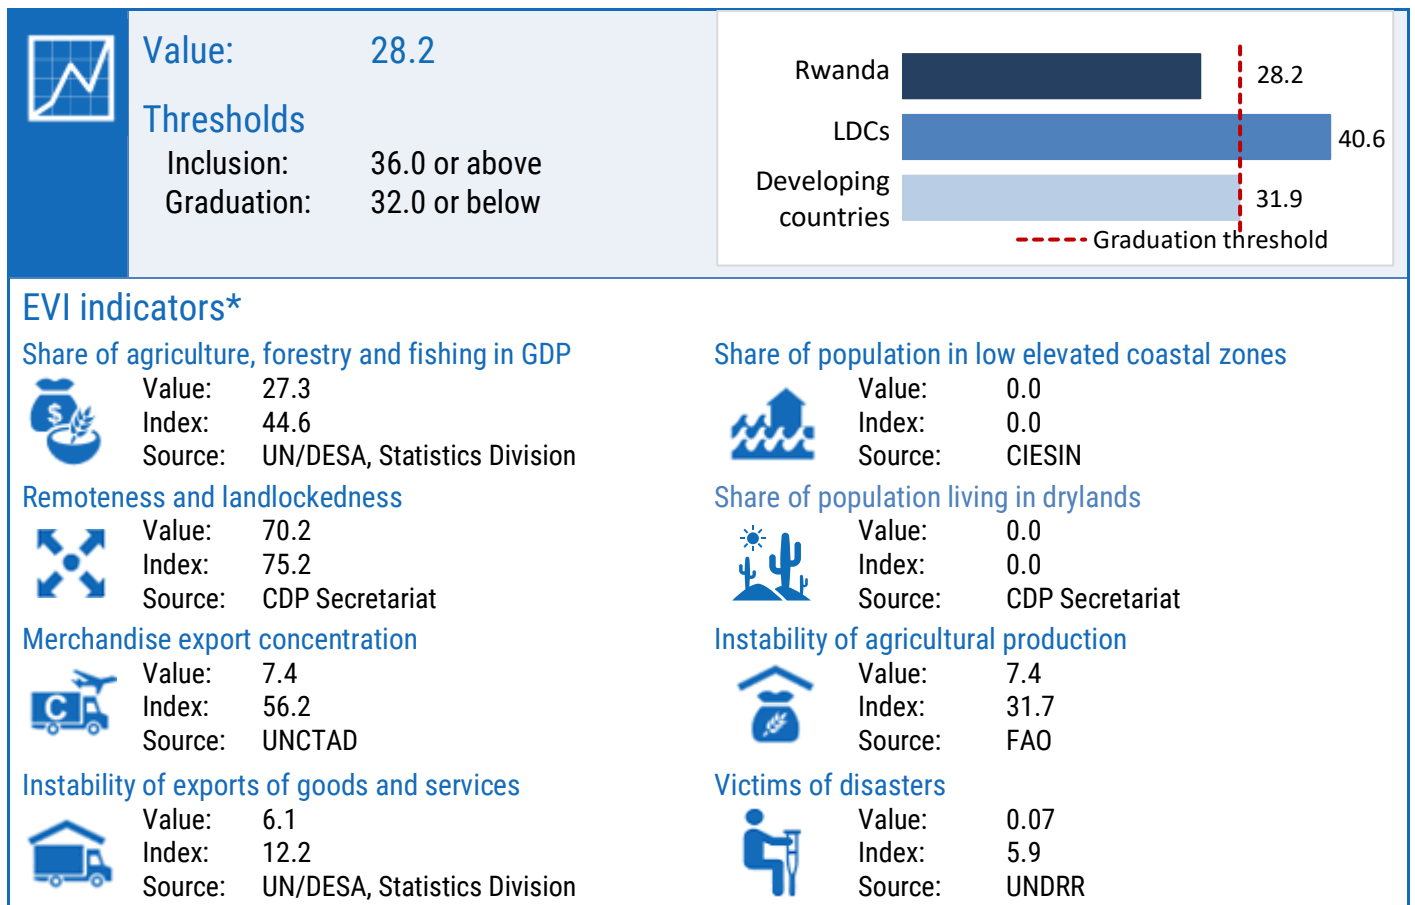 Value: 28.2
Thresholds
Inclusion: 36.0 or above
Graduation: 32.0 or below
Rwanda 28.2
LDCs 40.6
Developing
countries 31.9
Graduation threshold
EVI indicators*
Share of agriculture, forestry and fishing in GDP
Value: 27.3
Index: 44.6
Source: UN/DESA, Statistics Division
Share of population in low elevated coastal zones
Value: 0.0
Index: 0.0
Source: CIESIN
Remoteness and landlockedness
Value: 70.2
Index: 75.2
Source: CDP Secretariat
Share of population living in drylands
Value: 0.0
Index: 0.0
Source: CDP Secretariat
Merchandise export concentration
C
Value: 7.4
Index: 56.2
Source: UNCTAD
Instability of agricultural production
Value: 7.4
Index: 31.7
Source: FAO
Instability of exports of goods and services
Value: 6.1
Index: 12.2
Source: UN/DESA, Statistics Division
Victims of disasters
Value: 0.07
Index: 5.9
Source: UNDRR